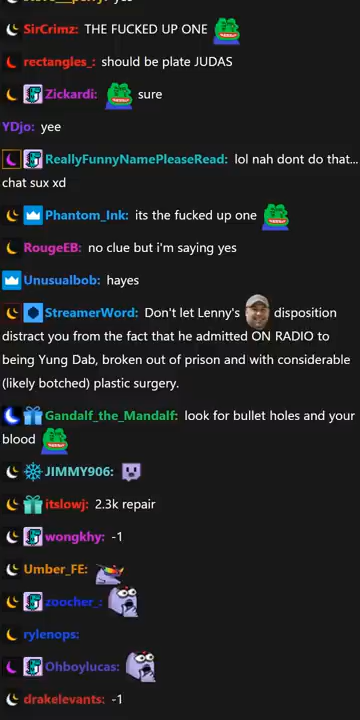 SirCrimz: THE FUCKED UP ONE
rectangles_: should be plate JUDAS
Zickardi: sure
YDjo: yee
ReallyFunnyNamePleaseRead: lol nah dont do that...
chat sux xd
Phantom_Ink: its the fucked up one
RougeEB: no clue but i'm saying yes
Unusualbob: hayes
StreamerWord: Don't let Lenny's disposition
distract you from the fact that he admitted ON RADIO to
being Yung Dab, broken out of prison and with considerable
(likely botched) plastic surgery.
Gandalf_the_Mandalf: look for bullet holes and your
blood
JIMMY906:
itslowj: 2.3k repair
wongkhy: -1
Umber_FE:
zoocher_:
rylenops:
Ohboylucas:
drakelevants: -1